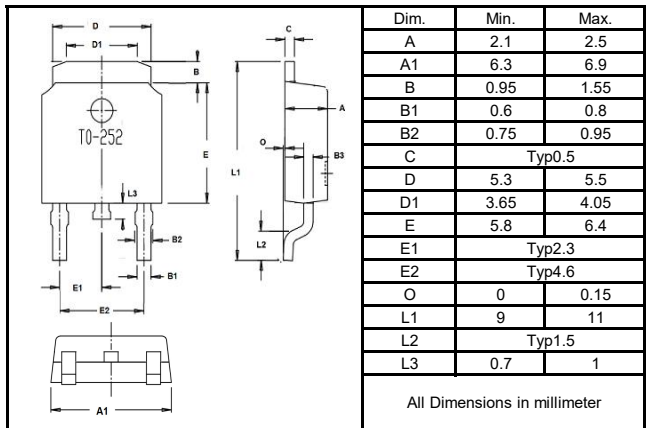 D
D1
B
TO-252
E
L3
B2
B1
E1
E2
A1
C
A
O
B3
L1
L2
Dim. Min. Max.
A 2.1 2.5
A1 6.3 6.9
B 0.95 1.55
B1 0.6 0.8
B2 0.75 0.95
C Typ0.5
D 5.3 5.5
D1 3.65 4.05
E 5.8 6.4
E1 Typ2.3
E2 Typ4.6
O 0 0.15
L1 9 11
L2 Typ1.5
L3 0.7 1
All Dimensions in millimeter